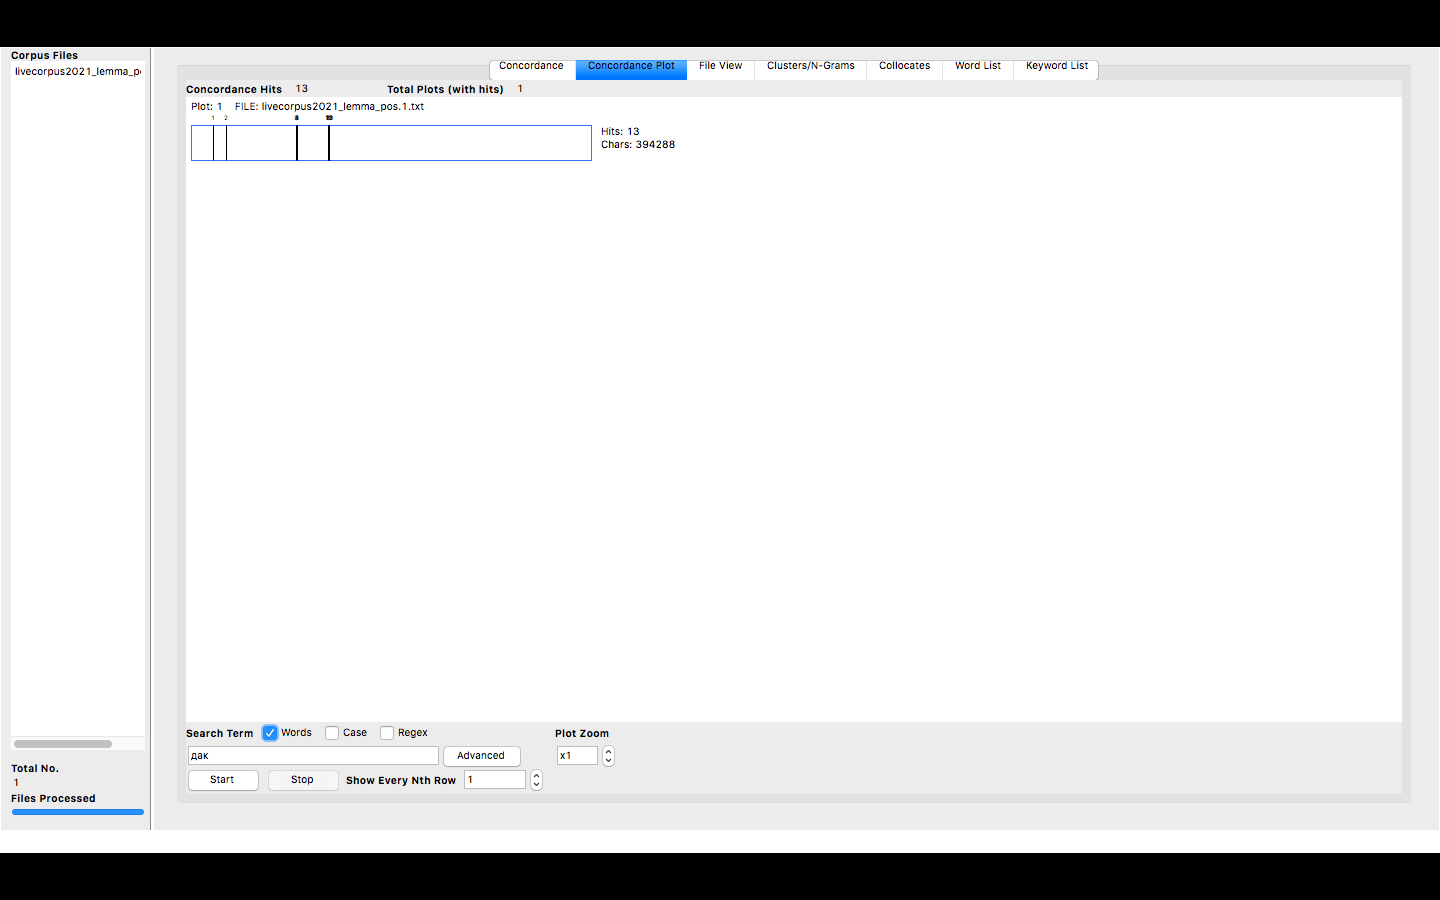 Corpus Files
livecorpus2021_lemma_p
Total No.
1
Files Processed
Concordance Concordance Plot File View Clusters/N-Grams Collocates Word List Keyword List
Concordance Hits 13 Total Plots (with hits) 1
Plot: 1 FILE: livecorpus2021_lemma_pos.1.txt
1 2
Hits: 13
Chars: 394288
Search Term Words Case Regex Plot Zoom
дак Advanced x1
Start Stop Show Every Nth Row 1